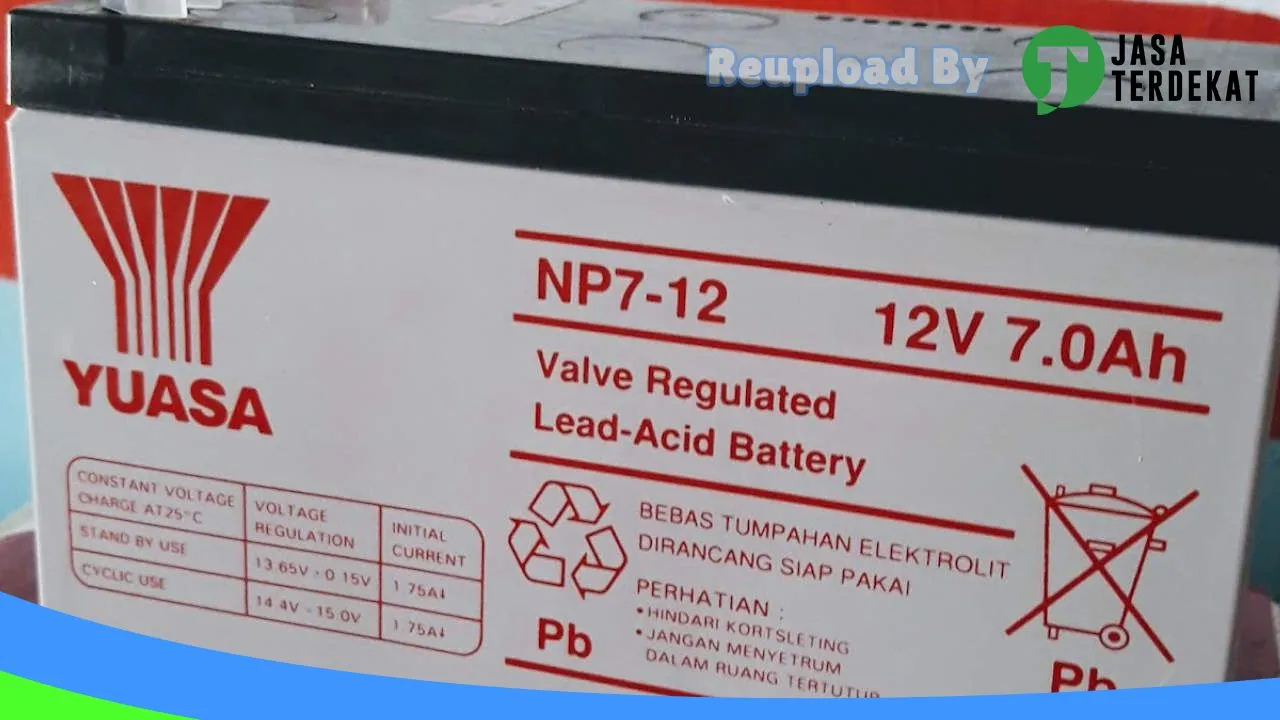 Reupload By
JASA
TERDEKAT
YUASA
NP7-12 12V 7.0Ah
Valve Regulated
Lead-Acid Battery
CONSTANT VOLTAGE
CHARGE AT25°C
VOLTAGE
REGULATION
INITIAL
CURRENT
STAND BY USE
13.65V - 0 15V
1 75A↓
CYCLIC USE
14.4V - 15.0V
1 75A↓
BEBAS TUMPAHAN ELEKTROLIT
DIRANCANG SIAP PAKAI
PERHATIAN :
• HINDARI KORTSLETING
• JANGAN MENYETRUM
DALAM RUANG TERTUTUP
Pb
Pb